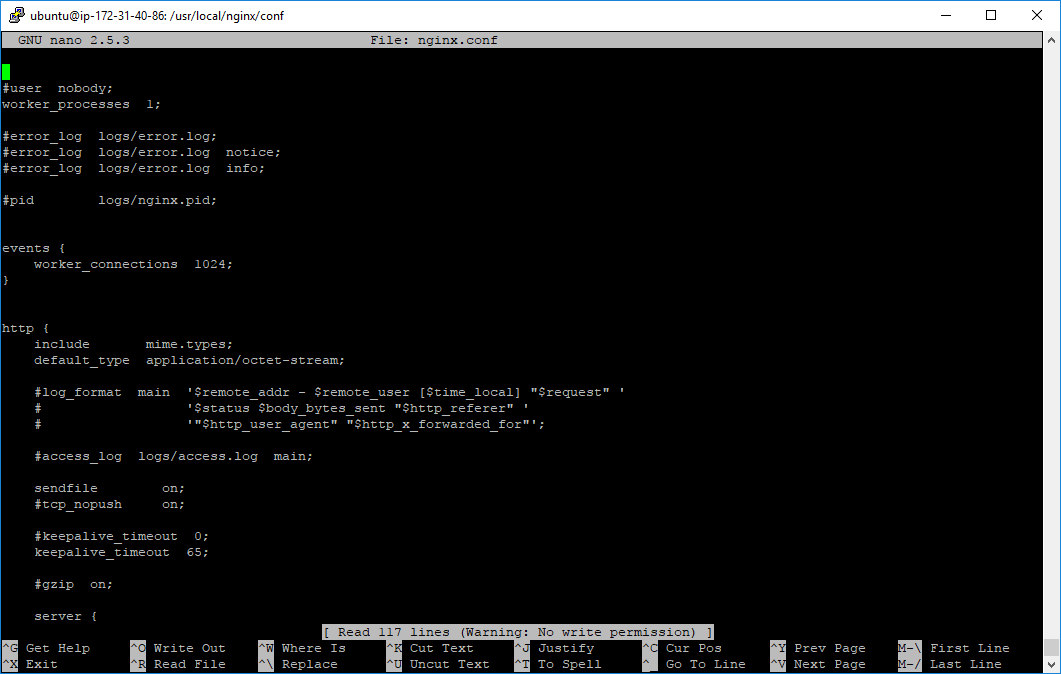 ubuntu@ip-172-31-40-86: /usr/local/nginx/conf
GNU nano 2.5.3                              File: nginx.conf

#user  nobody;
worker_processes  1;

#error_log  logs/error.log;
#error_log  logs/error.log  notice;
#error_log  logs/error.log  info;

#pid        logs/nginx.pid;


events {
    worker_connections  1024;
}


http {
    include       mime.types;
    default_type  application/octet-stream;

    #log_format  main  '$remote_addr - $remote_user [$time_local] "$request" '
    #                  '$status $body_bytes_sent "$http_referer" '
    #                  '"$http_user_agent" "$http_x_forwarded_for"';

    #access_log  logs/access.log  main;

    sendfile        on;
    #tcp_nopush     on;

    #keepalive_timeout  0;
    keepalive_timeout  65;

    #gzip  on;

    server {
[ Read 117 lines (Warning: No write permission) ]
^G Get Help     ^O Write Out    ^W Where Is     ^K Cut Text     ^J Justify      ^C Cur Pos      ^Y Prev Page    M-\ First Line
^X Exit         ^R Read File    ^\ Replace      ^U Uncut Text   ^T To Spell     ^_ Go To Line   ^V Next Page    M-/ Last Line